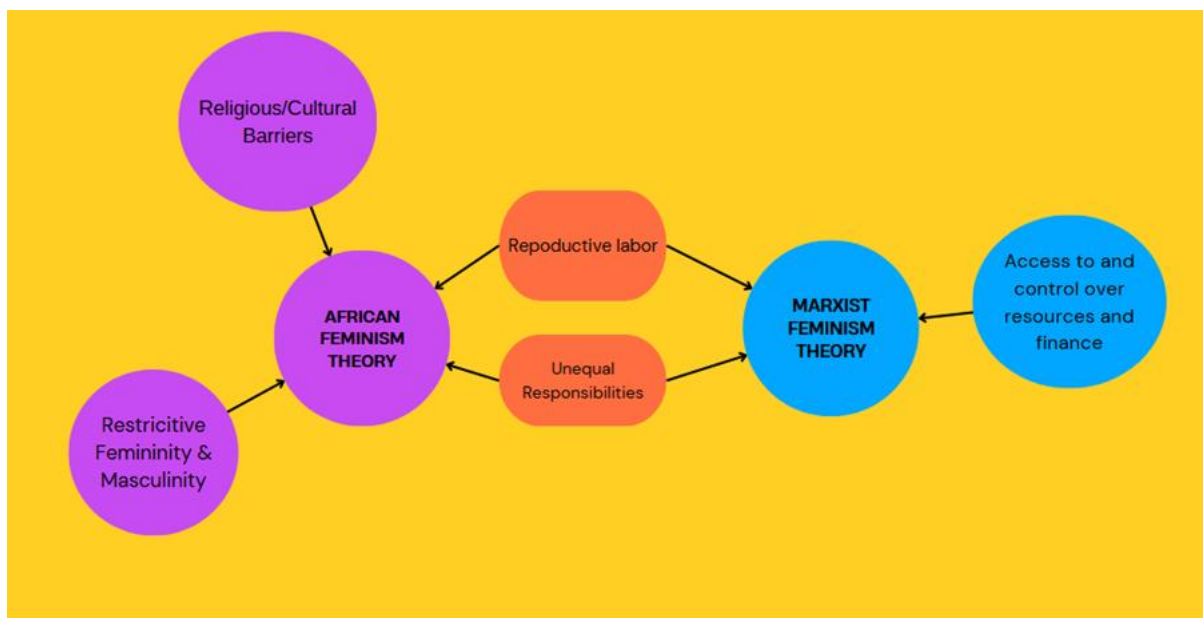 Religious/Cultural
Barriers
Repoductive labor
AFRICAN
FEMINISM
THEORY
MARXIST
FEMINISM
THEORY
Access to and
control over
resources and
finance
Unequal
Responsibilities
Restricitive
Femininity &
Masculinity